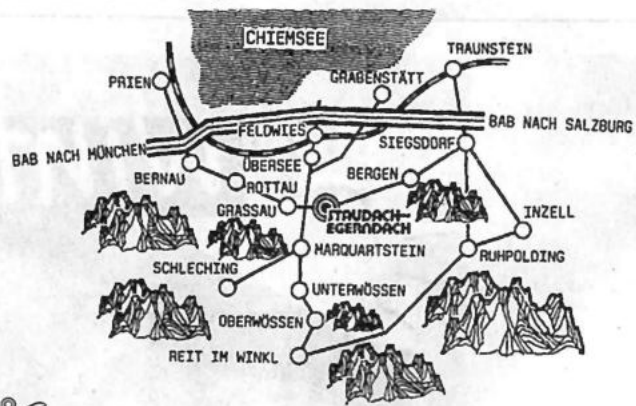 CHIEMSEE
TRAUNSTEIN
PRIEN
GRABENSTÄTT
FELDWIES
BAB NACH SALZBURG
BAB NACH MÜNCHEN
SIEGSDORF
ÜBERSEE
BERNAU
BERGEN
ROTTAU
GRASSAU
STAUDACH-
EGERNDACH
INZELL
MARQUARTSTEIN
RUHPOLDING
SCHLECHING
UNTERWÖSSEN
OBERWÖSSEN
REIT IM WINKL